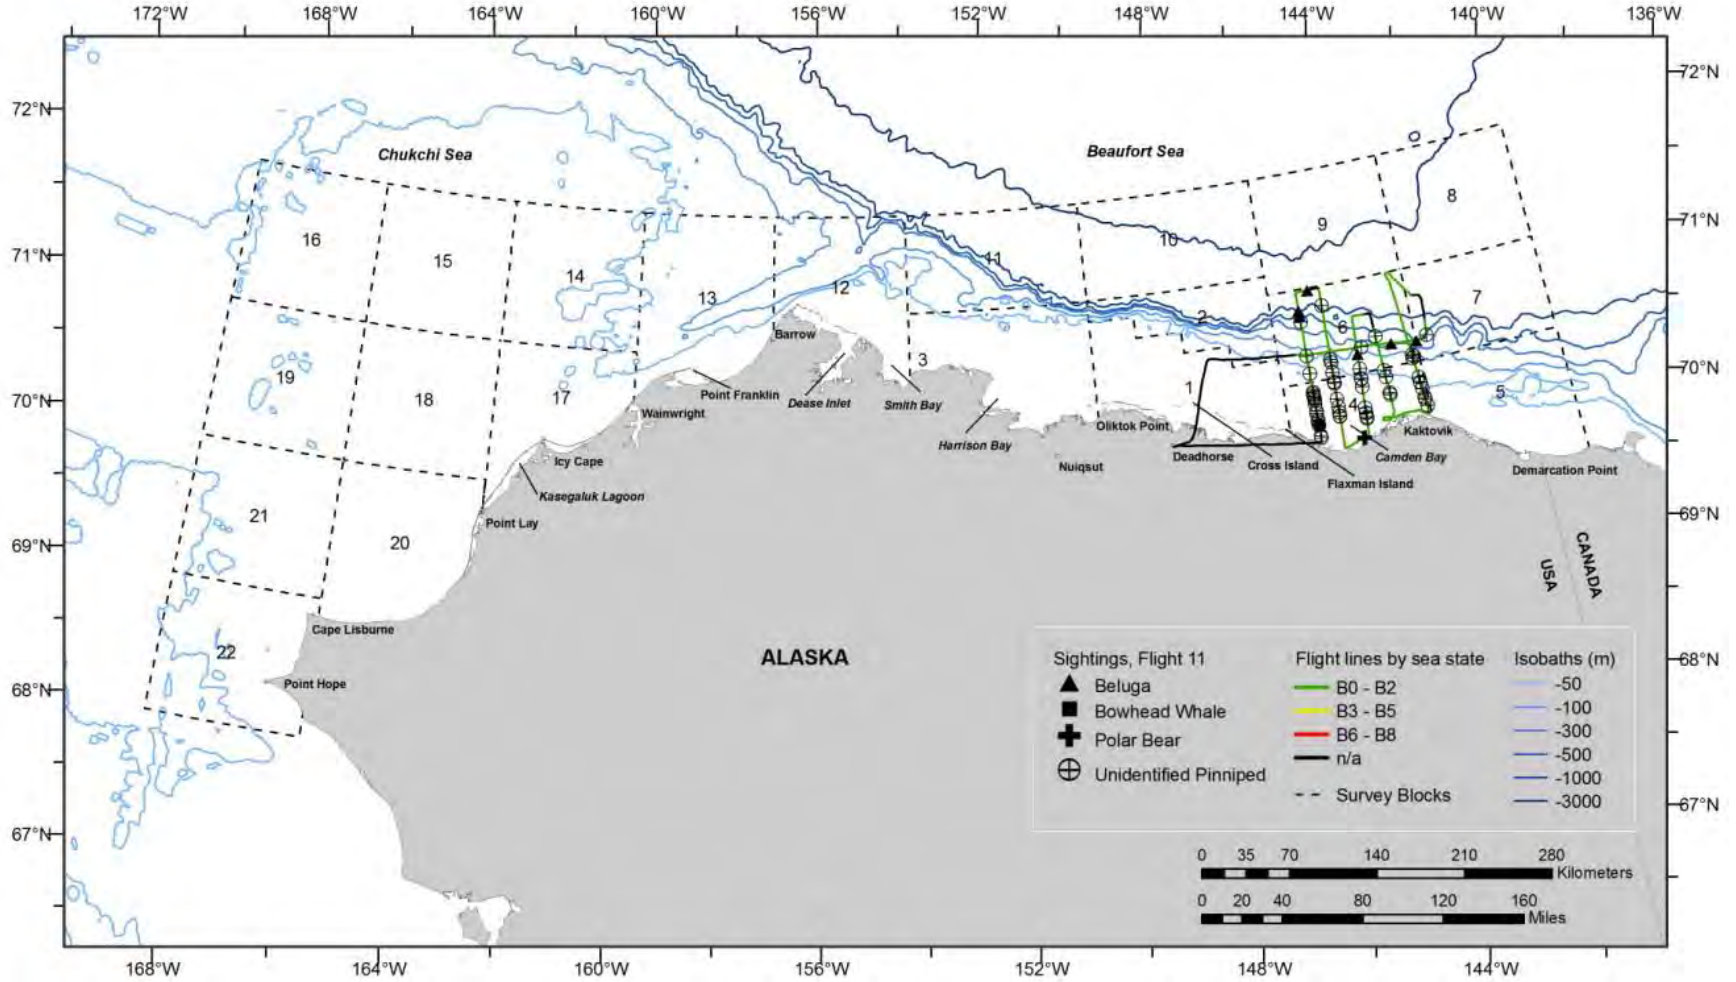 172°W 168°W 164°W 160°W 156°W 152°W 148°W 144°W 140°W 136°W
72°N 72°N
Chukchi Sea Beaufort Sea
8
9
71°N 16 10 71°N
15 11
14 12
13 7
2 6
Barrow
70°N 19 18 17 3 1 4 5 70°N
Point Franklin
Dease Inlet Smith Bay
Wainwright
Harrison Bay Oliktok Point Kaktovik
Deadhorse Camden Bay
Icy Cape Nuiqsut Cross Island Demarcation Point
Flaxman Island
Kasegaluk Lagoon
69°N 21 Point Lay 69°N
20
CANADA
USA
Cape Lisburne
22
68°N Point Hope 68°N
ALASKA
Sightings, Flight 11
Beluga
Bowhead Whale
Polar Bear
Unidentified Pinniped
Flight lines by sea state
B0 - B2
B3 - B5
B6 - B8
n/a
Survey Blocks
Isobaths (m)
-50
-100
-300
-500
-1000
-3000
67°N 67°N
0 35 70 140 210 280
Kilometers
0 20 40 80 120 160
Miles
168°W 164°W 160°W 156°W 152°W 148°W 144°W